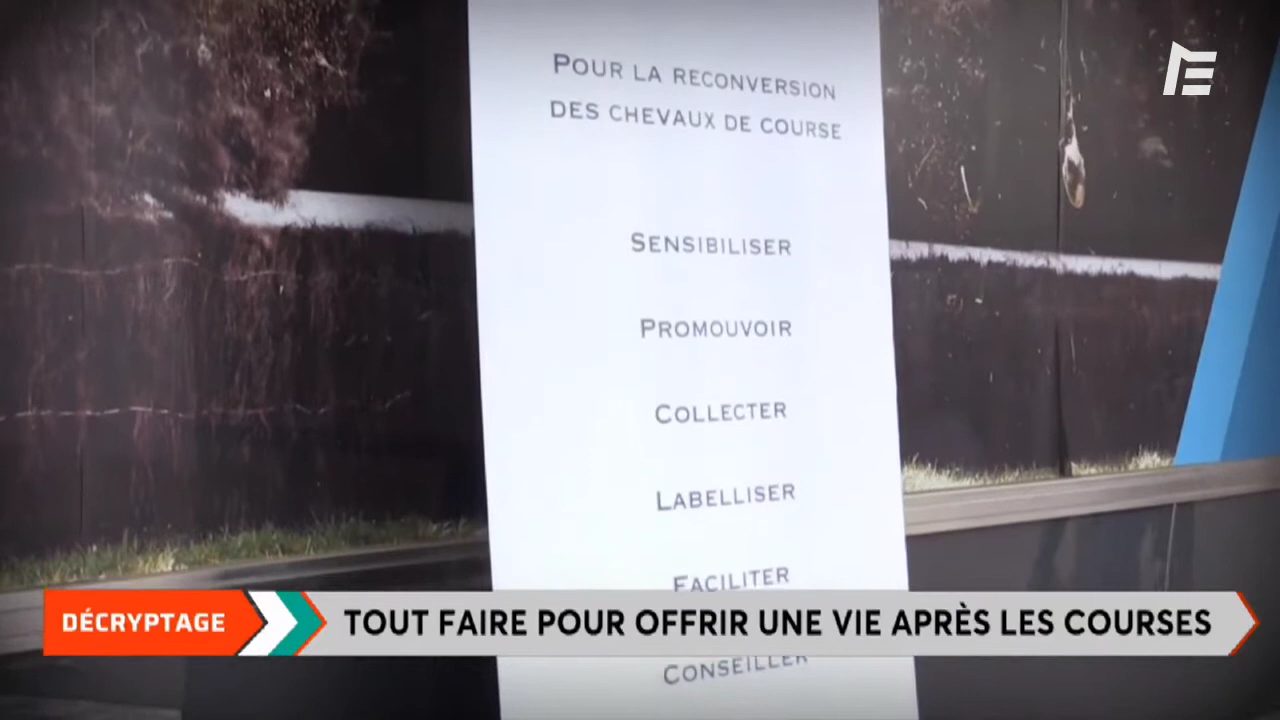 POUR LA RECONVERSION
DES CHEVAUX DE COURSE
SENSIBILISER
PROMOUVOIR
COLLECTER
LABELLISER
FACILITER
DÉCRYPTAGE
TOUT FAIRE POUR OFFRIR UNE VIE APRÈS LES COURSES
CONSEILLER